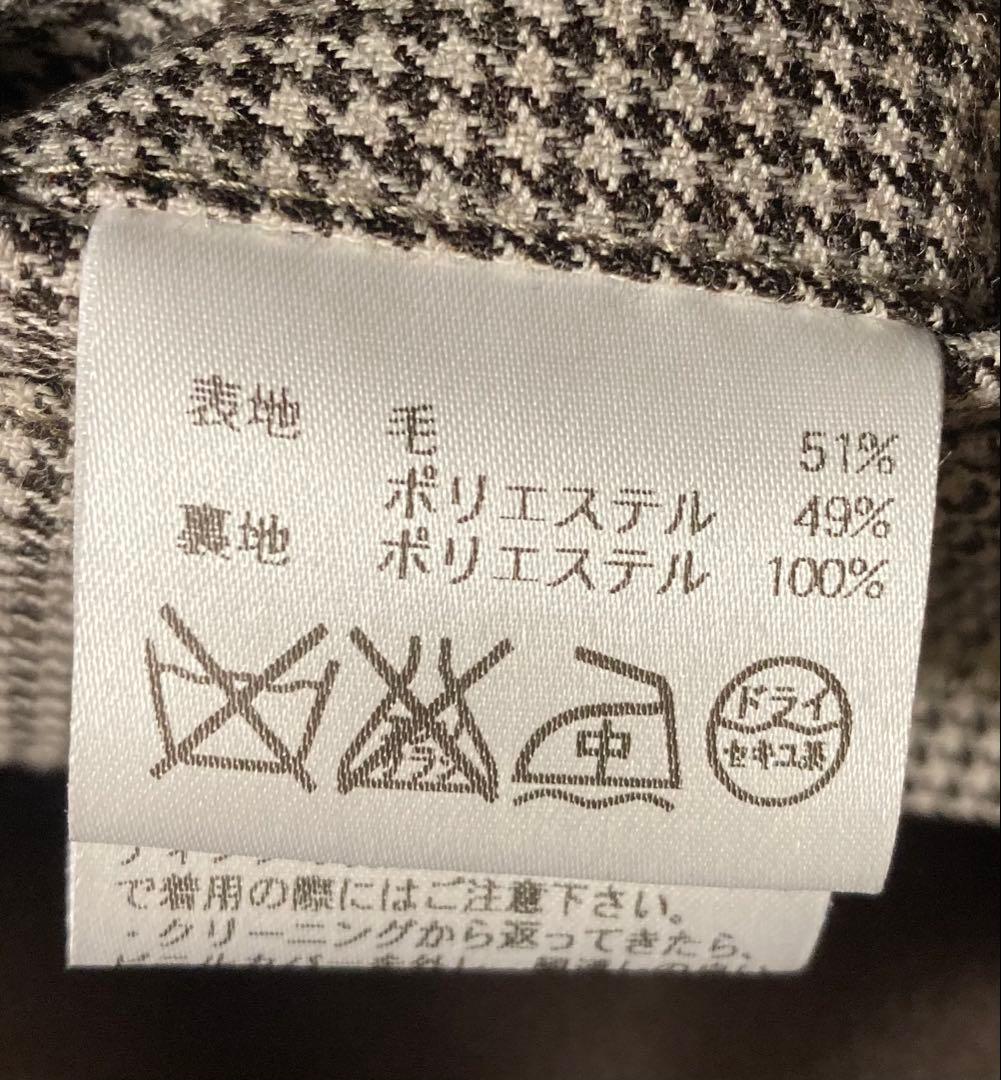 表地 毛 51%
ポリエステル 49%
裏地 ポリエステル 100%
中
ドライ
セキユ系
で着用の際にはご注意下さい。
・クリーニングから返ってきたら、